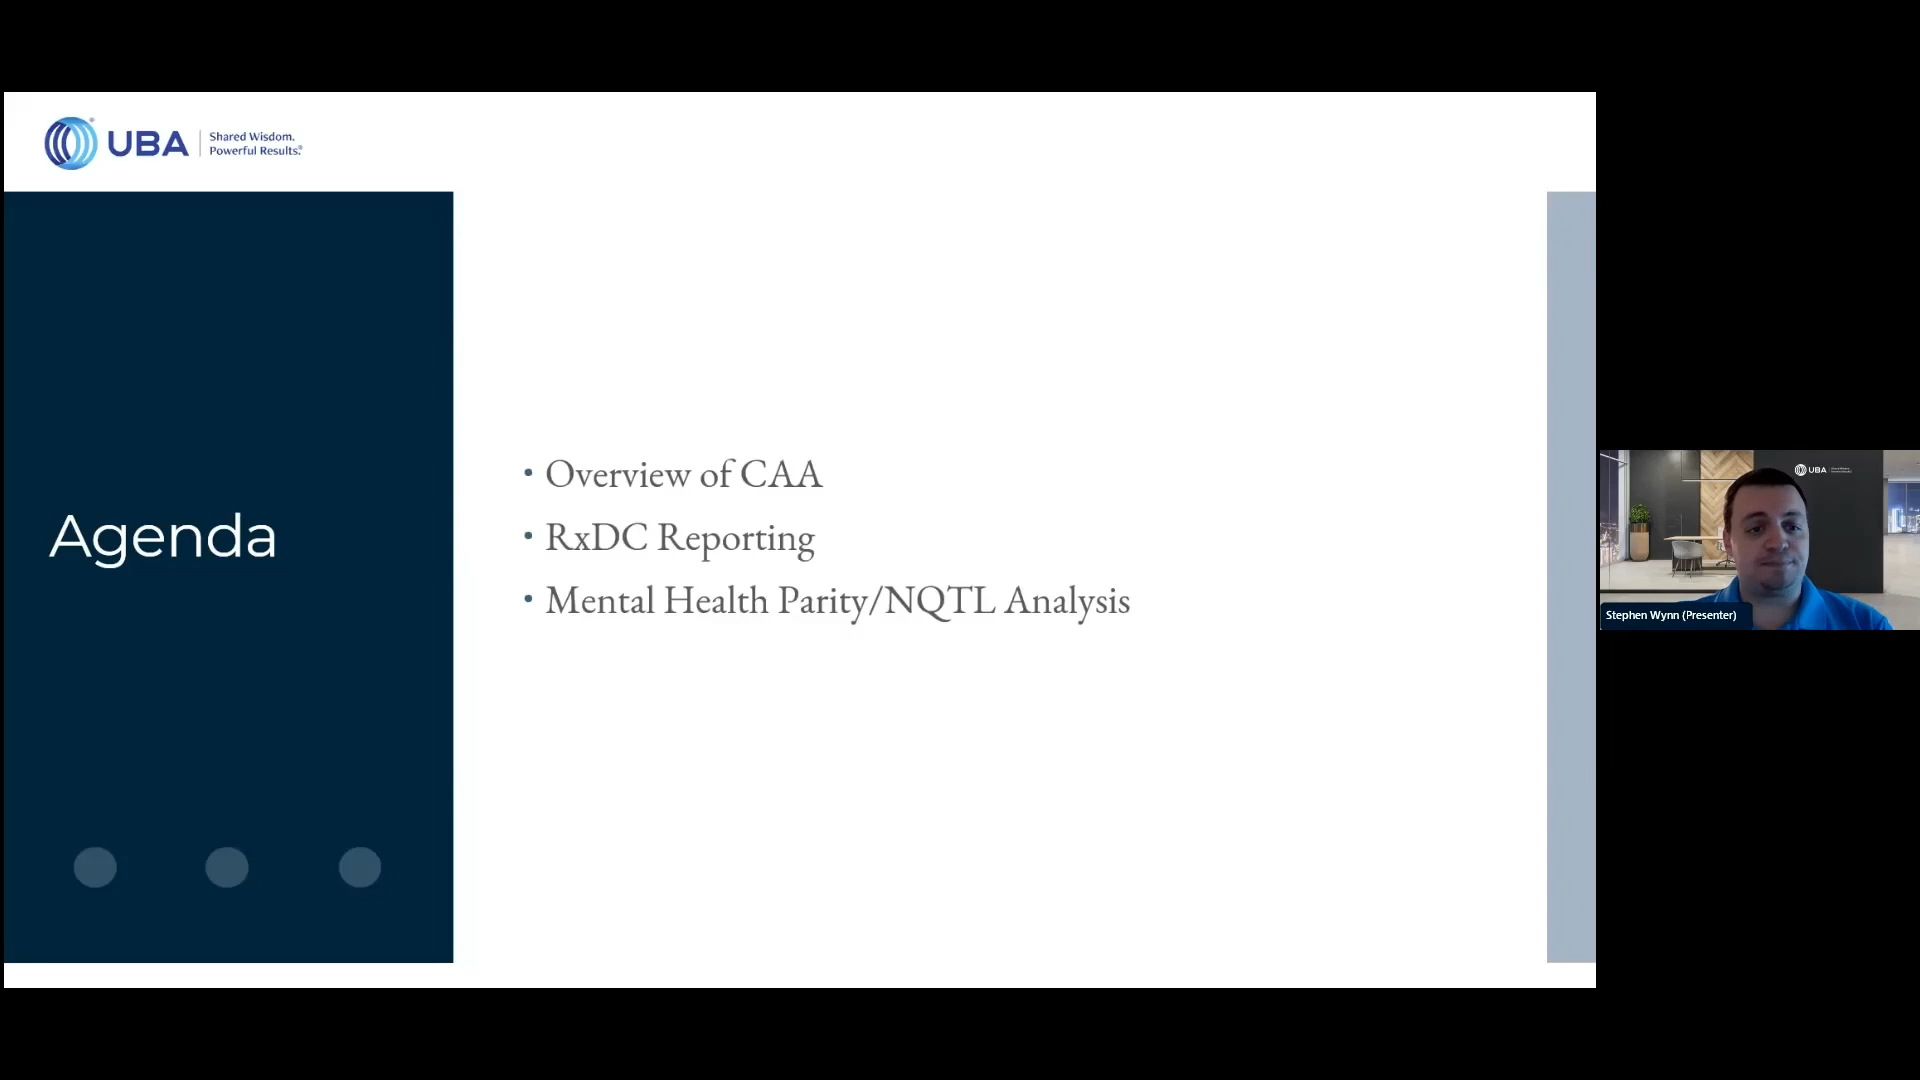 UBA
Shared Wisdom.
Powerful Results.®
Agenda
• Overview of CAA
• RxDC Reporting
• Mental Health Parity/NQTL Analysis
UBA
Stephen Wynn (Presenter)